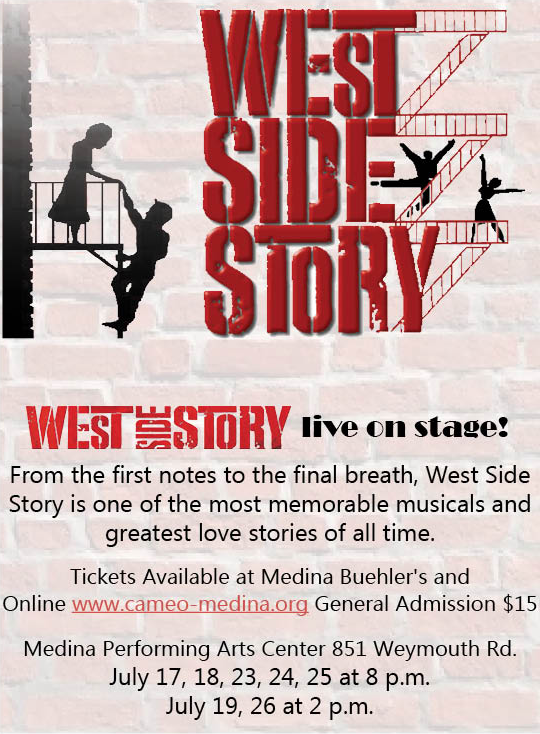 WEST
SIDE
STORY
WEST SIDE STORY live on stage!
From the first notes to the final breath, West Side
Story is one of the most memorable musicals and
greatest love stories of all time.
Tickets Available at Medina Buehler's and
Online www.cameo-medina.org General Admission $15
Medina Performing Arts Center 851 Weymouth Rd.
July 17, 18, 23, 24, 25 at 8 p.m.
July 19, 26 at 2 p.m.